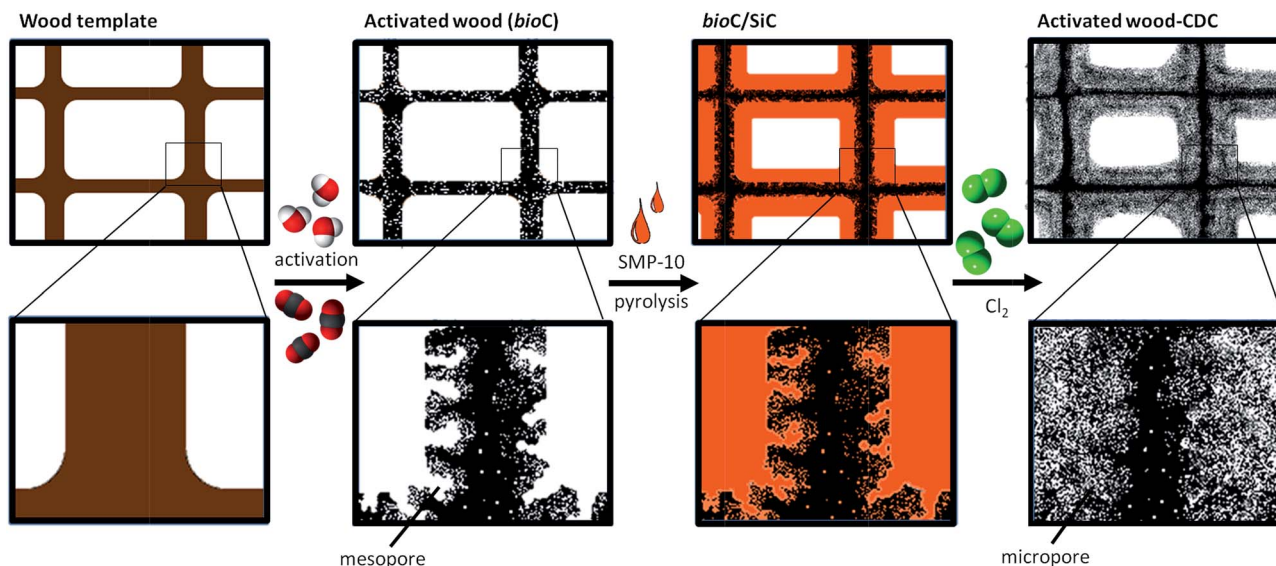 Wood template
Activated wood (bioC)
bioC/SiC
Activated wood-CDC
activation
SMP-10
pyrolysis
Cl₂
mesopore
micropore